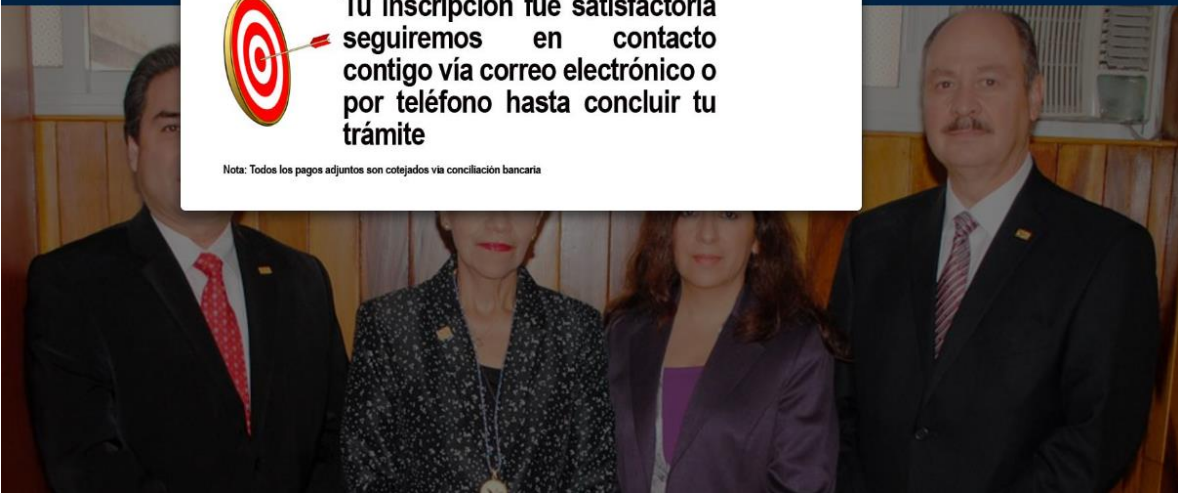 Tu inscripción fue satisfactoria
seguiremos en contacto
contigo vía correo electrónico o
por teléfono hasta concluir tu
trámite
Nota: Todos los pagos adjuntos son cotejados vía conciliación bancaria